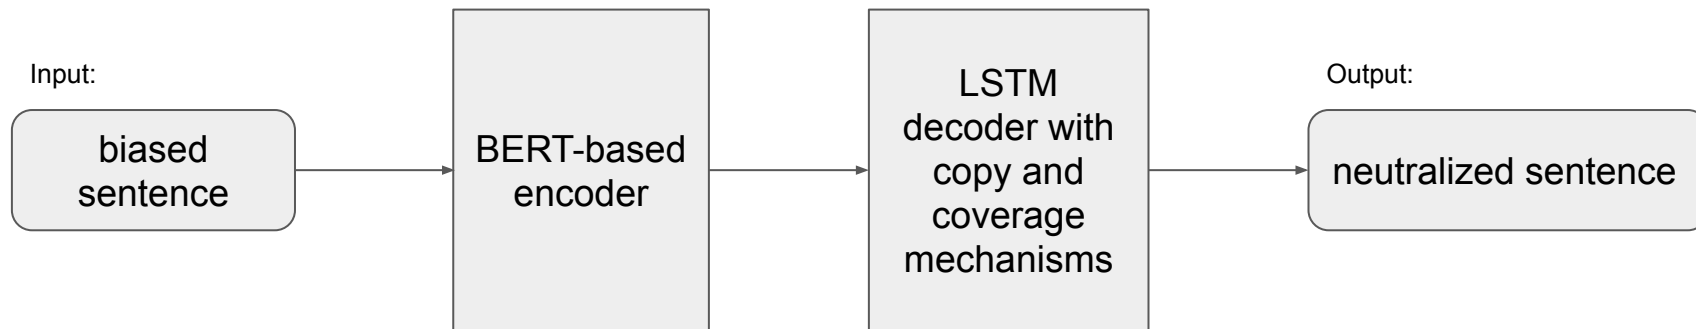 Input:
biased
sentence
BERT-based
encoder
LSTM
decoder with
copy and
coverage
mechanisms
Output:
neutralized sentence